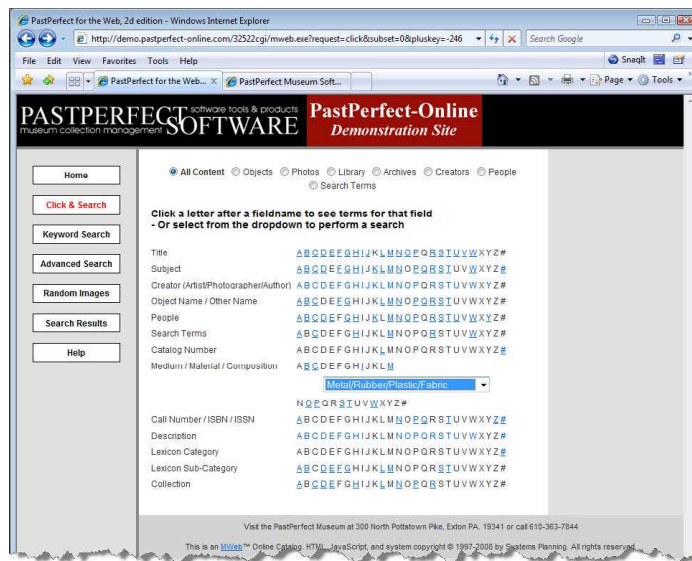 PastPerfect for the Web, 2d edition - Windows Internet Explorer
http://demo.pastperfect-online.com/32522cgi/mweb.exe?request=click&subset=0&pluskey=-246
Search Google
File Edit View Favorites Tools Help
SnagIt
PastPerfect for the Web... X PastPerfect Museum Soft...
Page Tools
PASTPERFECT software tools & products
museum collection management SOFTWARE
PastPerfect-Online
Demonstration Site
Home
Click & Search
Keyword Search
Advanced Search
Random Images
Search Results
Help
All Content Objects Photos Library Archives Creators People
Search Terms
Click a letter after a fieldname to see terms for that field
- Or select from the dropdown to perform a search
Title A B C D E F G H I J K L M N O P Q R S T U V W X Y Z #
Subject A B C D E F G H I J K L M N O P Q R S T U V W X Y Z #
Creator (Artist/Photographer/Author) A B C D E F G H I J K L M N O P Q R S T U V W X Y Z #
Object Name / Other Name A B C D E F G H I J K L M N O P Q R S T U V W X Y Z #
People A B C D E F G H I J K L M N O P Q R S T U V W X Y Z #
Search Terms A B C D E F G H I J K L M N O P Q R S T U V W X Y Z #
Catalog Number A B C D E F G H I J K L M N O P Q R S T U V W X Y Z #
Medium / Material / Composition A B C D E F G H I J K L M
Metal/Rubber/Plastic/Fabric
N O P Q R S T U V W X Y Z #
Call Number / ISBN / ISSN A B C D E F G H I J K L M N O P Q R S T U V W X Y Z #
Description A B C D E F G H I J K L M N O P Q R S T U V W X Y Z #
Lexicon Category A B C D E F G H I J K L M N O P Q R S T U V W X Y Z #
Lexicon Sub-Category A B C D E F G H I J K L M N O P Q R S T U V W X Y Z #
Collection A B C D E F G H I J K L M N O P Q R S T U V W X Y Z #
Visit the PastPerfect Museum at 300 North Pottstown Pike, Exton PA. 19341 or call 610-363-7844
This is an MWeb™ Online Catalog. HTML, JavaScript, and system copyright © 1997-2008 by Systems Planning. All rights reserved